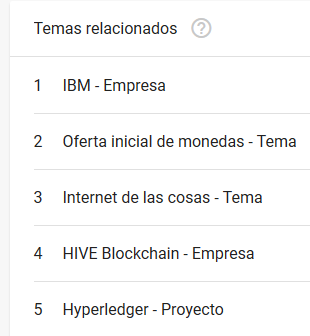 Temas relacionados ?
1 IBM - Empresa
2 Oferta inicial de monedas - Tema
3 Internet de las cosas - Tema
4 HIVE Blockchain - Empresa
5 Hyperledger - Proyecto